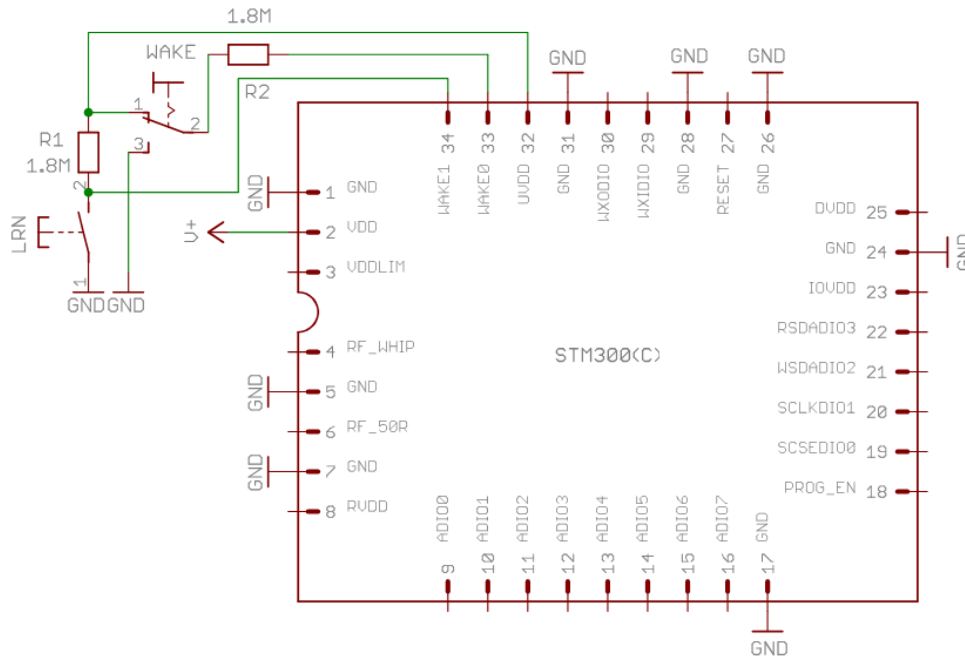 1.8M
WAKE
R2
1
2
3
R1
1.8M
2
LRN
1
GND
GND
V+
GND
GND
GND
34
33
32
31
30
29
28
27
26
WAKE1
WAKE0
UVDD
GND
WXODIO
WXIDIO
GND
RESET
GND
GND
1 GND
2 VDD
3 VDDLIM
4 RF_WHIP
GND
5 GND
6 RF_50R
GND
7 GND
8 RVDD
STM300(C)
DVDD 25
GND 24
GND
IOVDD 23
RSDADIO3 22
WSDADIO2 21
SCLKDIO1 20
SCSEDIO0 19
PROG_EN 18
ADIO0
ADIO1
ADIO2
ADIO3
ADIO4
ADIO5
ADIO6
ADIO7
GND
9
10
11
12
13
14
15
16
17
GND